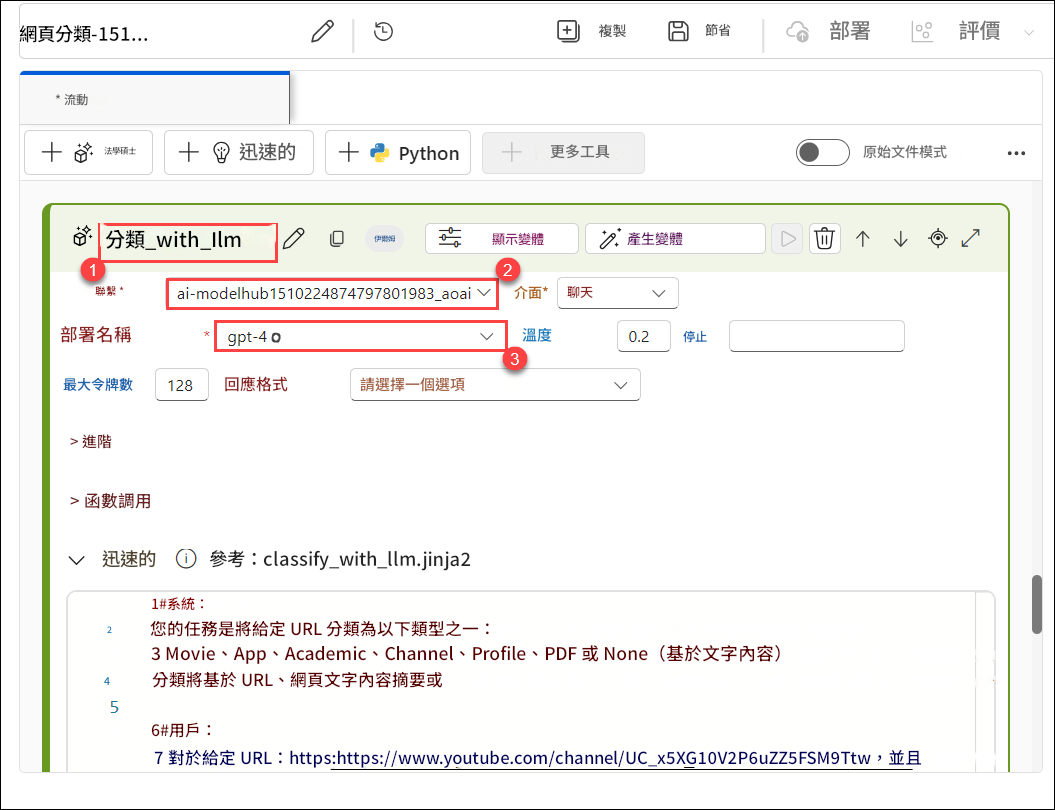 網頁分類-151...
複製
節省
部署
評價
* 流動
法學碩士
迅速的
Python
更多工具
原始文件模式
分類_with_Ilm
伊勒姆
顯示變體
產生變體
1
2
聯繫 *
ai-modelhub1510224874797801983_aoai
介面*
聊天
部署名稱 *
gpt-4 o
溫度
0.2
停止
3
最大令牌數
128
回應格式
請選擇一個選項
> 進階
> 函數調用
迅速的
參考：classify_with_llm.jinja2
1#系統：
2 您的任務是將給定 URL 分類為以下類型之一：
3 Movie、App、Academic、Channel、Profile、PDF 或 None（基於文字內容）
4 分類將基於 URL、網頁文字內容摘要或
5
6#用戶：
7 對於給定 URL：https:https://www.youtube.com/channel/UC_x5XG10V2P6uZZ5FSM9Ttw，並且